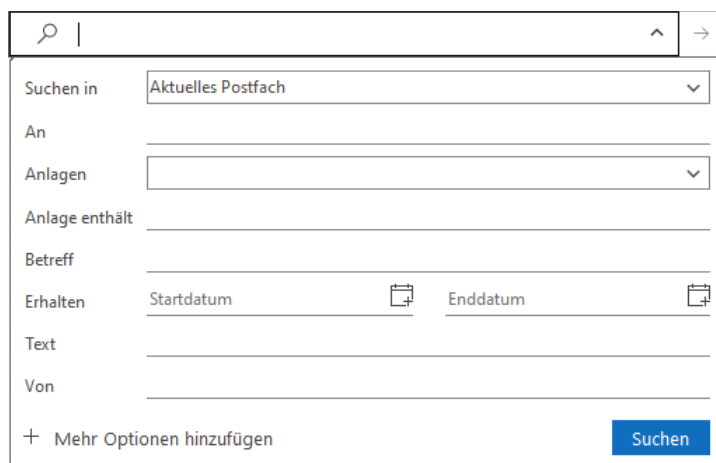 Suchen in Aktuelles Postfach
An
Anlagen
Anlage enthält
Betreff
Erhalten Startdatum Enddatum
Text
Von
Mehr Optionen hinzufügen Suchen